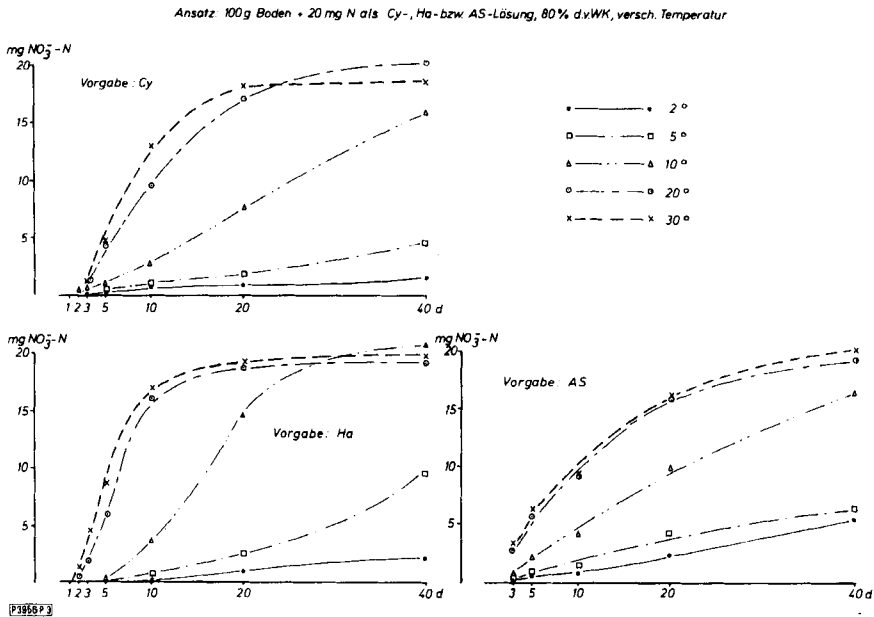 Ansatz: 100g Boden + 20 mg N als Cy-, Ha- bzw. AS-Lösung, 80% d.vWK, versch. Temperatur
mg NO₃⁻-N
20
15
10
5
Vorgabe: Cy
1 2 3 5 10 20 40 d
2°
5°
10°
20°
30°
mg NO₃⁻-N
20
15
10
5
Vorgabe: Ha
1 2 3 5 10 20 40 d
mg NO₃⁻-N
20
15
10
5
Vorgabe: AS
3 5 10 20 40 d
P3956P3